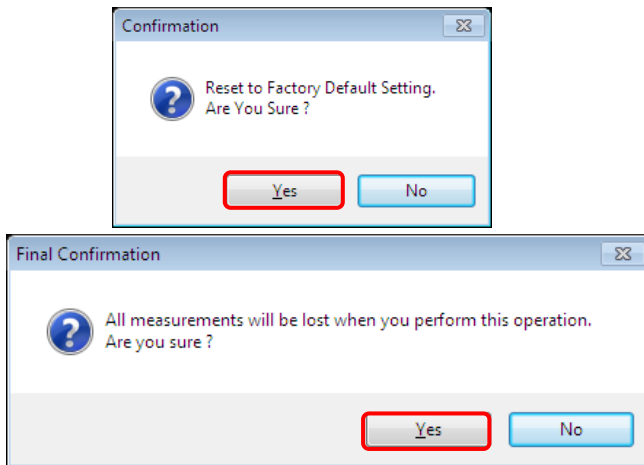 Confirmation
Reset to Factory Default Setting.
Are You Sure ?
Yes
No
Final Confirmation
All measurements will be lost when you perform this operation.
Are you sure ?
Yes
No